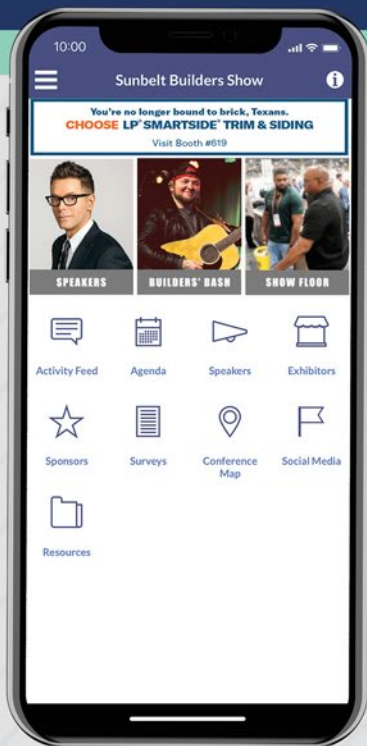 10:00
Sunbelt Builders Show
You're no longer bound to brick, Texans.
CHOOSE LP® SMARTSIDE® TRIM & SIDING
Visit Booth #619
SPEAKERS
BUILDERS' BASH
SHOW FLOOR
Activity Feed
Agenda
Speakers
Exhibitors
Sponsors
Surveys
Conference
Map
Social Media
Resources